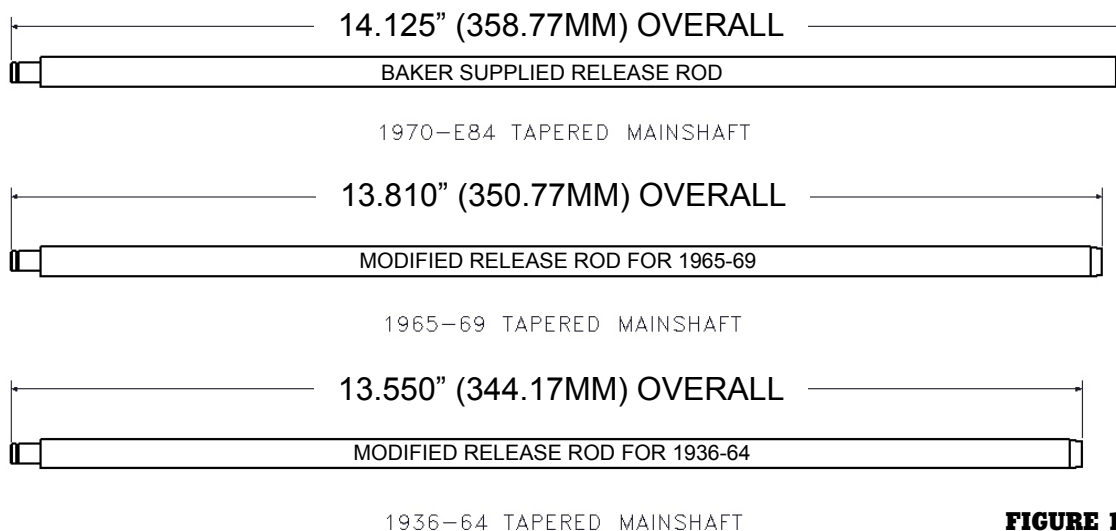 14.125” (358.77MM) OVERALL
BAKER SUPPLIED RELEASE ROD
1970-E84 TAPERED MAINSHAFT
13.810” (350.77MM) OVERALL
MODIFIED RELEASE ROD FOR 1965-69
1965-69 TAPERED MAINSHAFT
13.550” (344.17MM) OVERALL
MODIFIED RELEASE ROD FOR 1936-64
1936-64 TAPERED MAINSHAFT
FIGURE